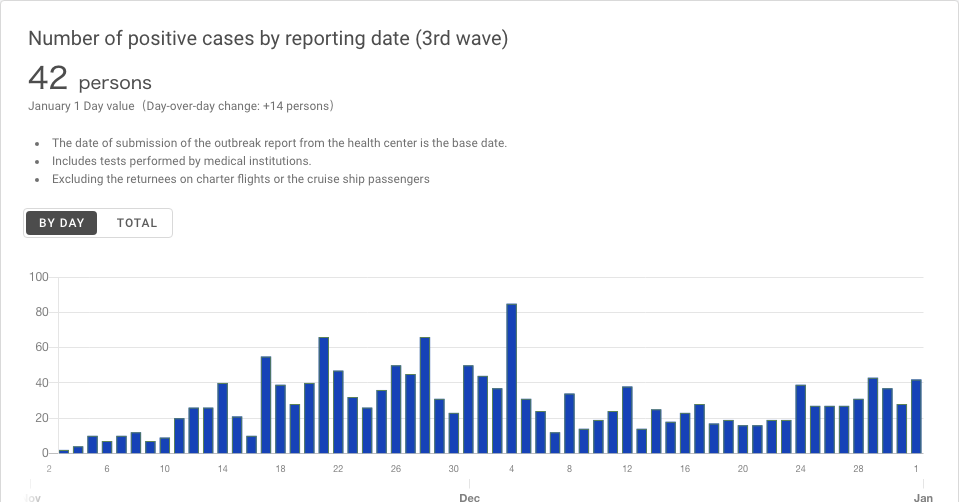 Number of positive cases by reporting date (3rd wave)
42 persons
January 1 Day value（Day-over-day change: +14 persons）
• The date of submission of the outbreak report from the health center is the base date.
• Includes tests performed by medical institutions.
• Excluding the returnees on charter flights or the cruise ship passengers
BY DAY TOTAL
100
80
60
40
20
0
2 6 10 14 18 22 26 30 4 8 12 16 20 24 28 1
ov Dec Jan